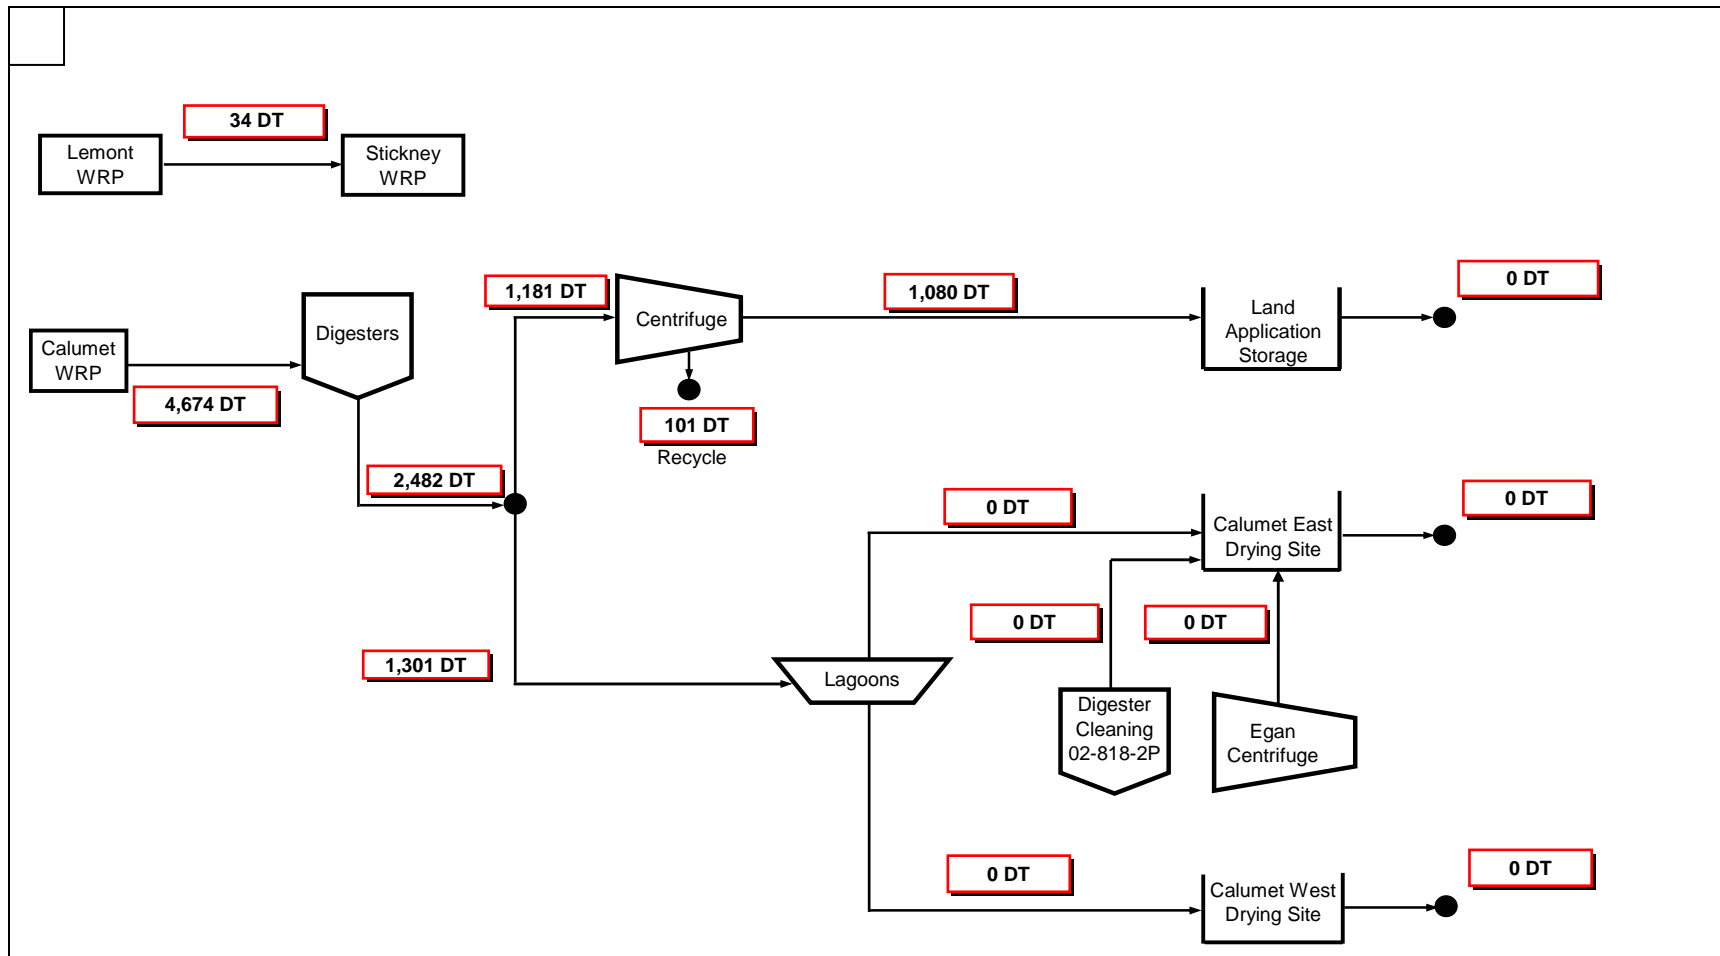 34 DT
Lemont
WRP
Stickney
WRP
1,181 DT
Centrifuge
1,080 DT
Land
Application
Storage
0 DT
Digesters
Calumet
WRP
4,674 DT
101 DT
Recycle
2,482 DT
0 DT
Calumet East
Drying Site
0 DT
0 DT
0 DT
1,301 DT
Lagoons
Digester
Cleaning
02-818-2P
Egan
Centrifuge
0 DT
Calumet West
Drying Site
0 DT